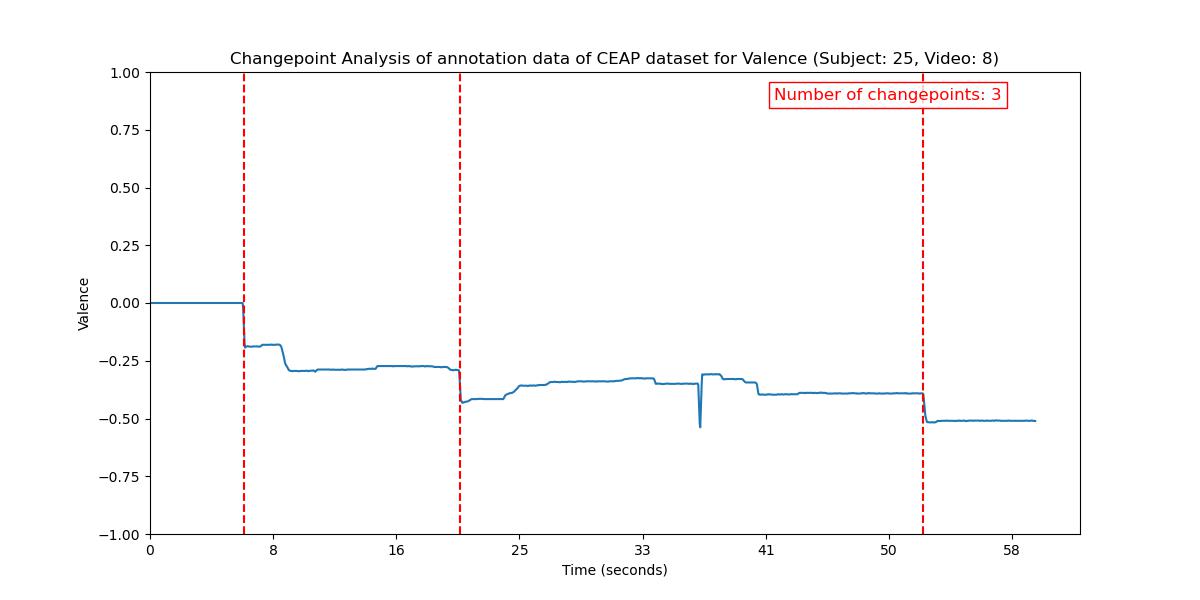 Changepoint Analysis of annotation data of CEAP dataset for Valence (Subject: 25, Video: 8)
Number of changepoints: 3
1.00
0.75
0.50
0.25
0.00
−0.25
−0.50
−0.75
−1.00
Valence
0 8 16 25 33 41 50 58
Time (seconds)